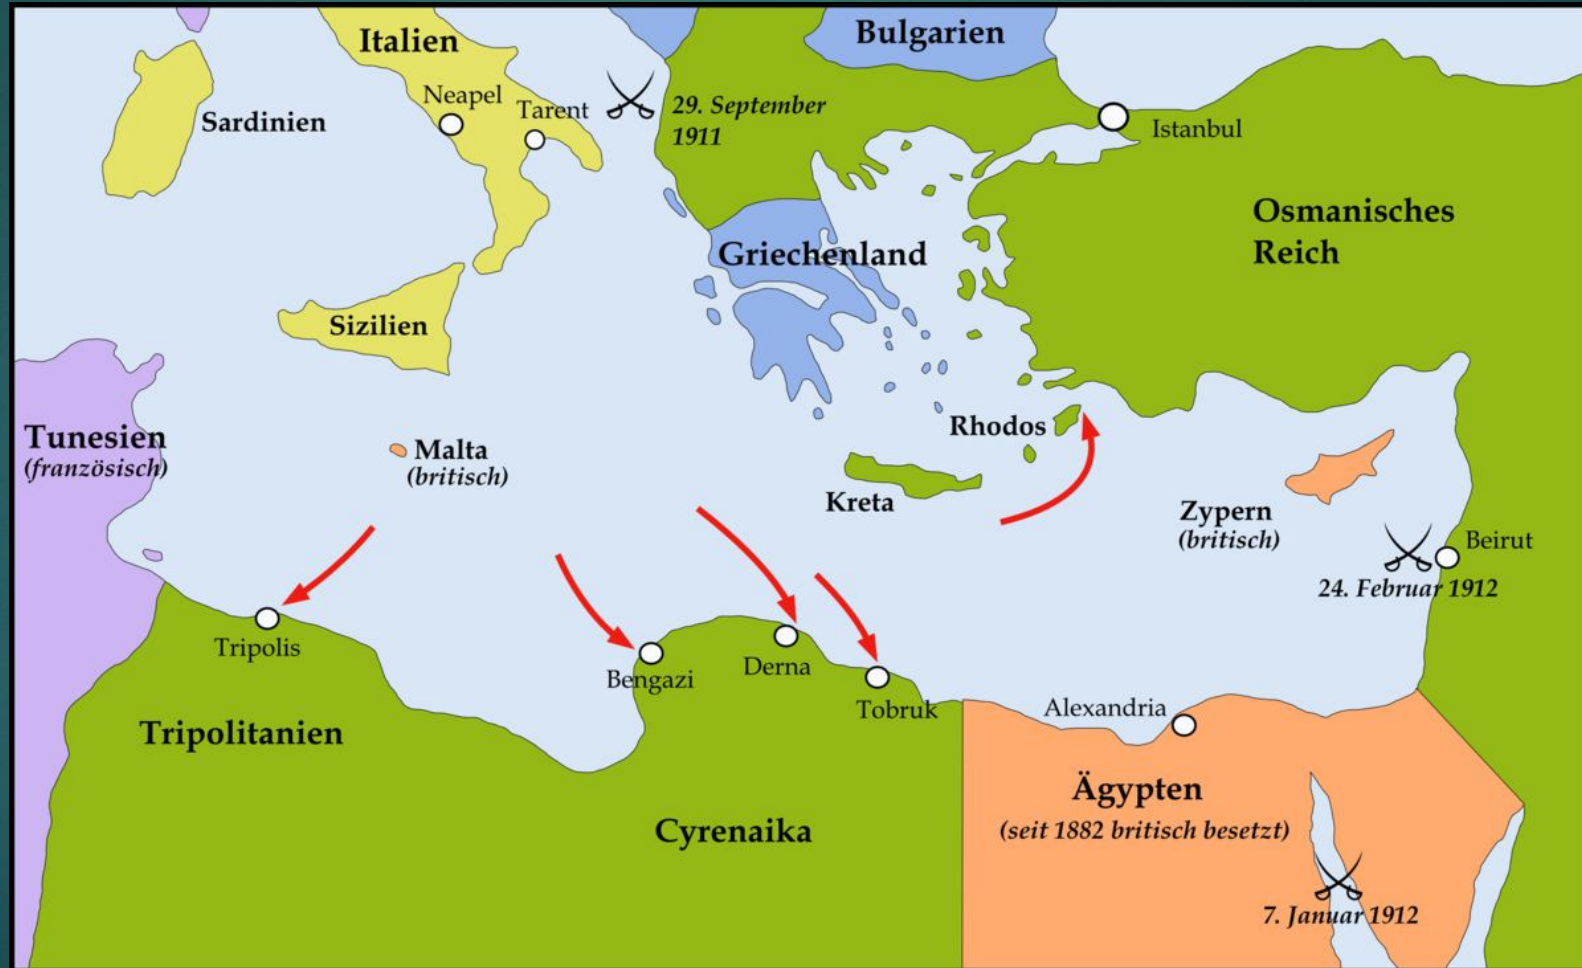 Italien
Bulgarien
Neapel
Tarent
29. September
1911
Sardinien
Istanbul
Osmanisches
Reich
Griechenland
Sizilien
Tunesien
(französisch)
Malta
(britisch)
Rhodos
Kreta
Zypern
(britisch)
Beirut
24. Februar 1912
Tripolis
Bengazi
Derna
Tobruk
Alexandria
Tripolitanien
Cyrenaika
Ägypten
(seit 1882 britisch besetzt)
7. Januar 1912